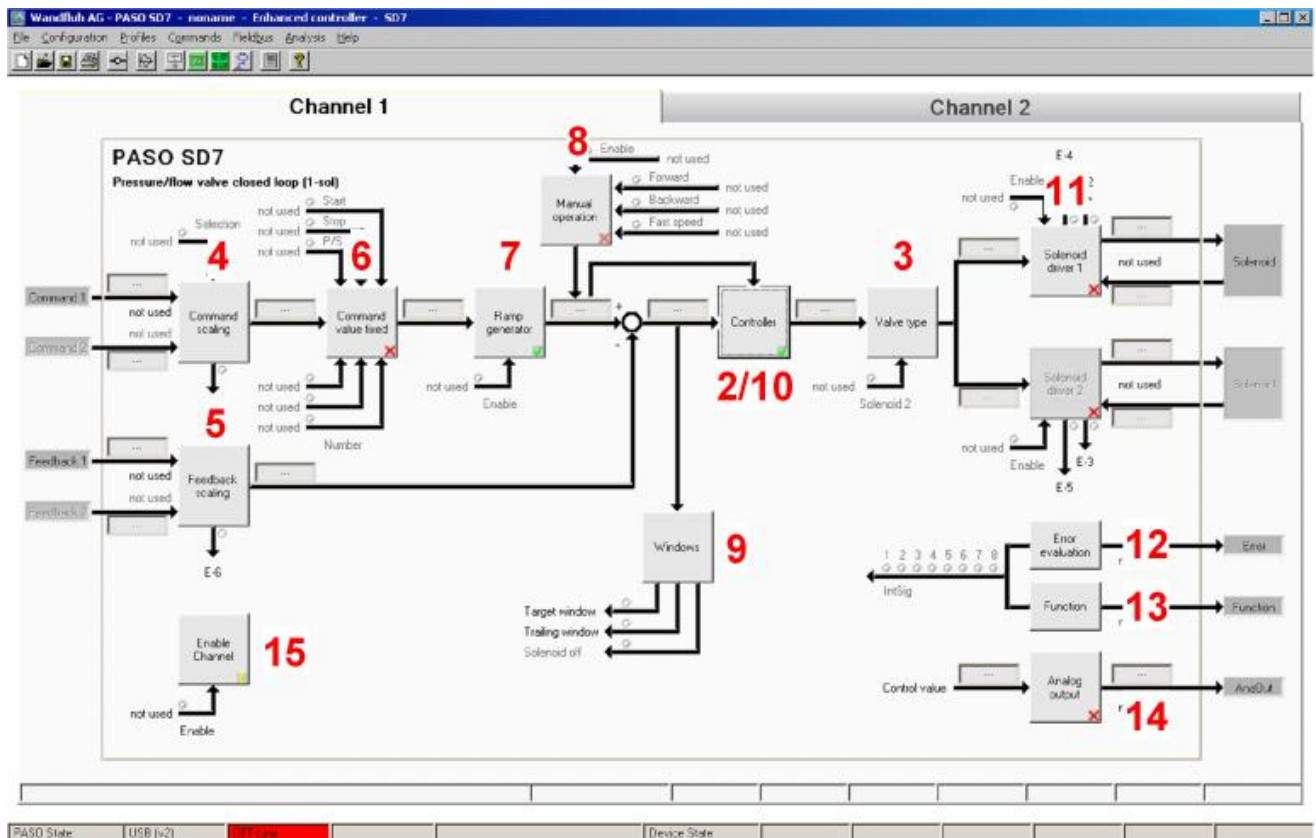 Wandfluh AG - PASO SD7 - noname - Enhanced controller - SD7
File Configuration Profiles Commands Fieldbus Analysis Help
Channel 1
Channel 2
PASO SD7
Pressure/flow valve closed loop (1-sol)
8
Enable
not used
Forward
not used
Backward
not used
Fast speed
not used
Manual operation
E-4
11
2
Enable
not used
Selection
not used
Start
not used
Stop
not used
P/S
not used
4
6
7
3
Command 1
...
not used
Command 2
not used
...
Command scaling
...
Command value fixed
...
Ramp generator
...
+
-
...
Controller
...
Valve type
...
Solenoid driver 1
...
not used
...
Solenoid
2/10
not used
Enable
not used
not used
not used
Number
not used
Solenoid 2
...
Solenoid driver 2
...
not used
...
not used
Enable
E-3
E-5
5
Feedback 1
...
not used
Feedback 2
not used
...
Feedback scaling
...
E-6
Windows
9
Target window
Trailing window
Solenoid off
1 2 3 4 5 6 7 8
IntSig
Error evaluation
12
r
Error
Function
13
r
Function
Control value
...
Analog output
...
r
14
AnaOut
Enable Channel
15
not used
Enable
PASO State
USB (v2)
OFF-Line
Device State